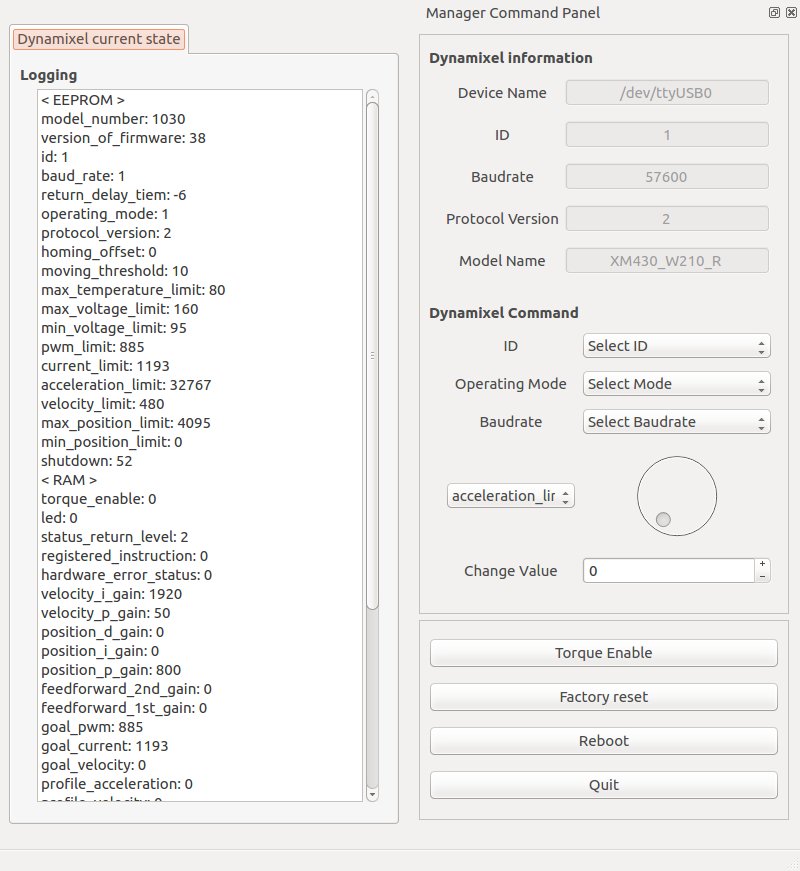 Dynamixel current state
Logging
< EEPROM >
model_number: 1030
version_of_firmware: 38
id: 1
baud_rate: 1
return_delay_tiem: -6
operating_mode: 1
protocol_version: 2
homing_offset: 0
moving_threshold: 10
max_temperature_limit: 80
max_voltage_limit: 160
min_voltage_limit: 95
pwm_limit: 885
current_limit: 1193
acceleration_limit: 32767
velocity_limit: 480
max_position_limit: 4095
min_position_limit: 0
shutdown: 52
< RAM >
torque_enable: 0
led: 0
status_return_level: 2
registered_instruction: 0
hardware_error_status: 0
velocity_i_gain: 1920
velocity_p_gain: 50
position_d_gain: 0
position_i_gain: 0
position_p_gain: 800
feedforward_2nd_gain: 0
feedforward_1st_gain: 0
goal_pwm: 885
goal_current: 1193
goal_velocity: 0
profile_acceleration: 0
profile_velocity: 0
Manager Command Panel
Dynamixel information
Device Name /dev/ttyUSB0
ID 1
Baudrate 57600
Protocol Version 2
Model Name XM430_W210_R
Dynamixel Command
ID Select ID
Operating Mode Select Mode
Baudrate Select Baudrate
acceleration_lir
Change Value 0
Torque Enable
Factory reset
Reboot
Quit